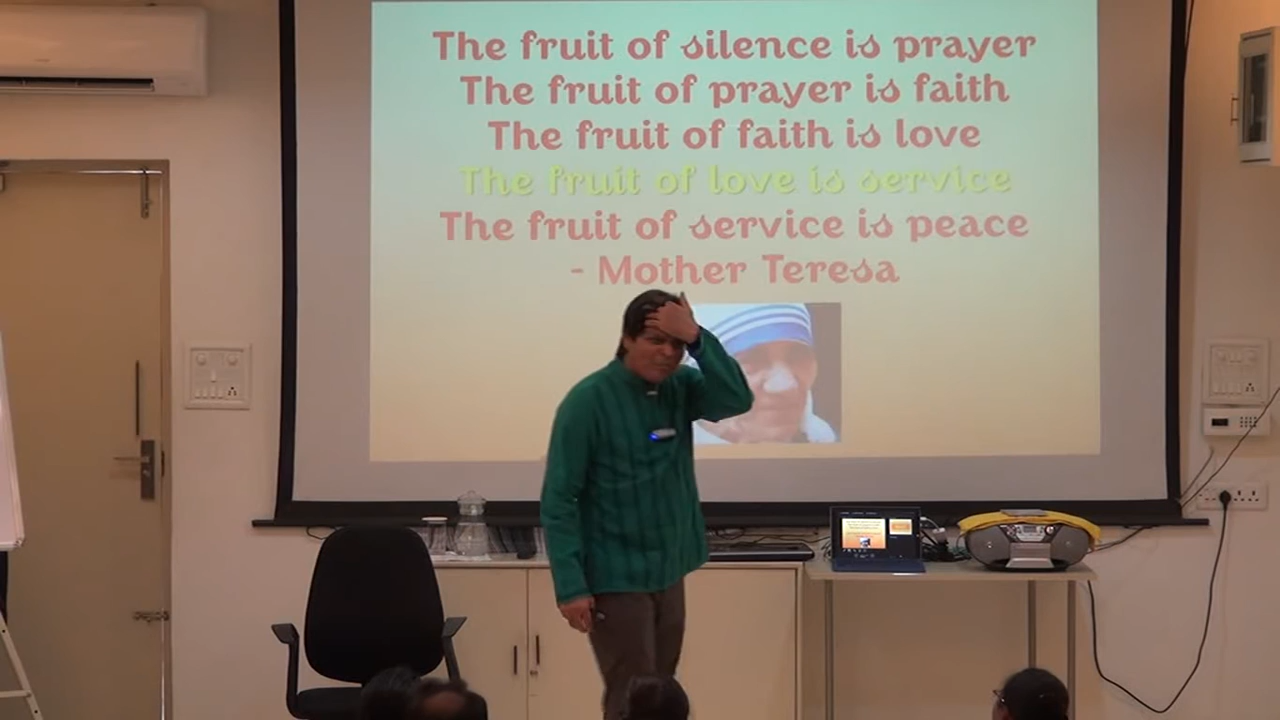 The fruit of silence is prayer
The fruit of prayer is faith
The fruit of faith is love
The fruit of love is service
The fruit of service is peace
- Mother Teresa